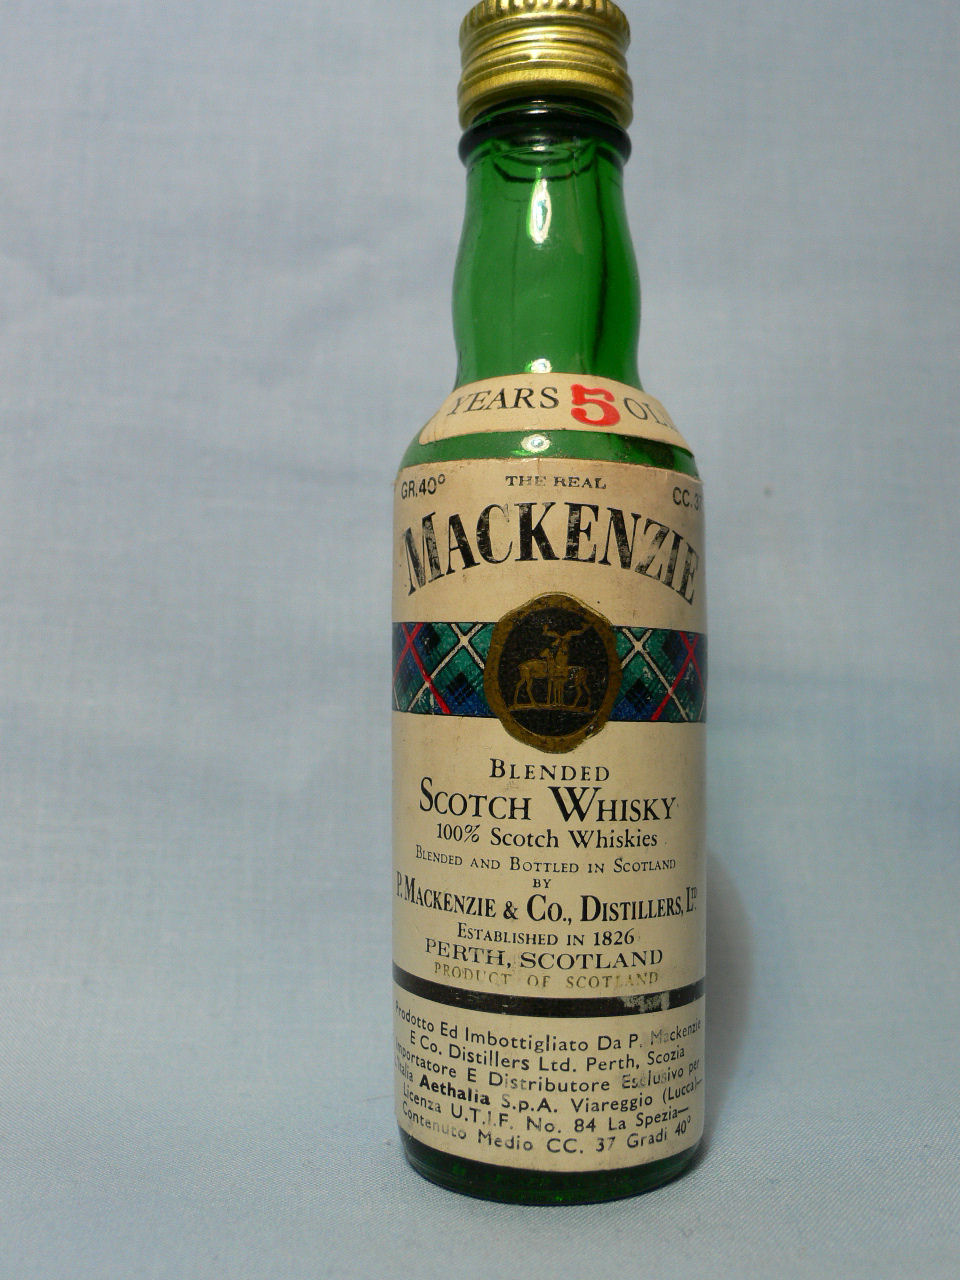 YEARS 5
GR.40° THE REAL CC. 37
MACKENZIE
BLENDED
SCOTCH WHISKY
100% Scotch Whiskies
BLENDED AND BOTTLED IN SCOTLAND
BY
P. MACKENZIE & CO., DISTILLERS, LTD
ESTABLISHED IN 1826
PERTH, SCOTLAND
PRODUCT OF SCOTLAND
Prodotto Ed Imbottigliato Da P. Mackenzie
E Co. Distillers Ltd. Perth, Scozia
Importatore E Distributore Esclusivo per
l'Italia Aethalia S.p.A. Viareggio (Lucca)—
Licenza U.T.I.F. No. 84 La Spezia—
Contenuto Medio CC. 37 Gradi 40°